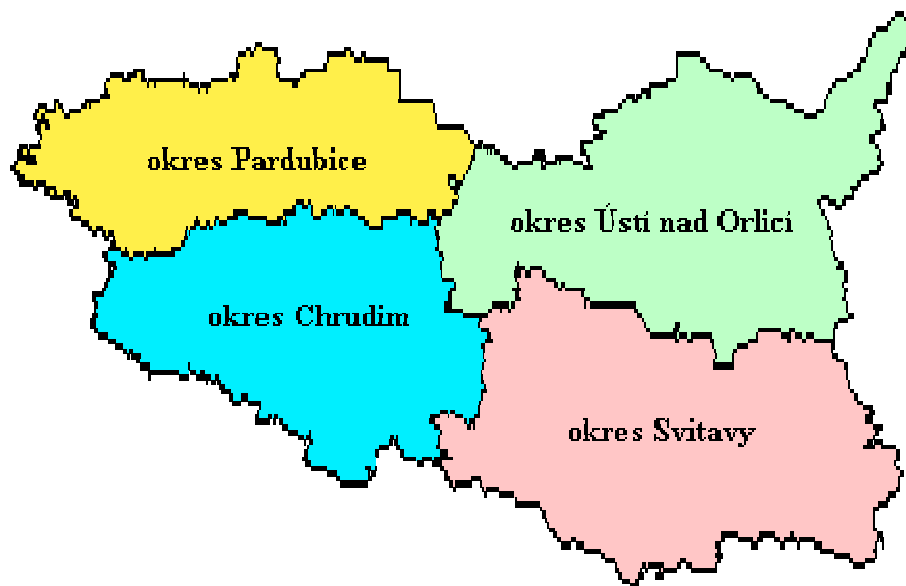 okres Pardubice
okres Ústí nad Orlicí
okres Chrudim
okres Svitavy